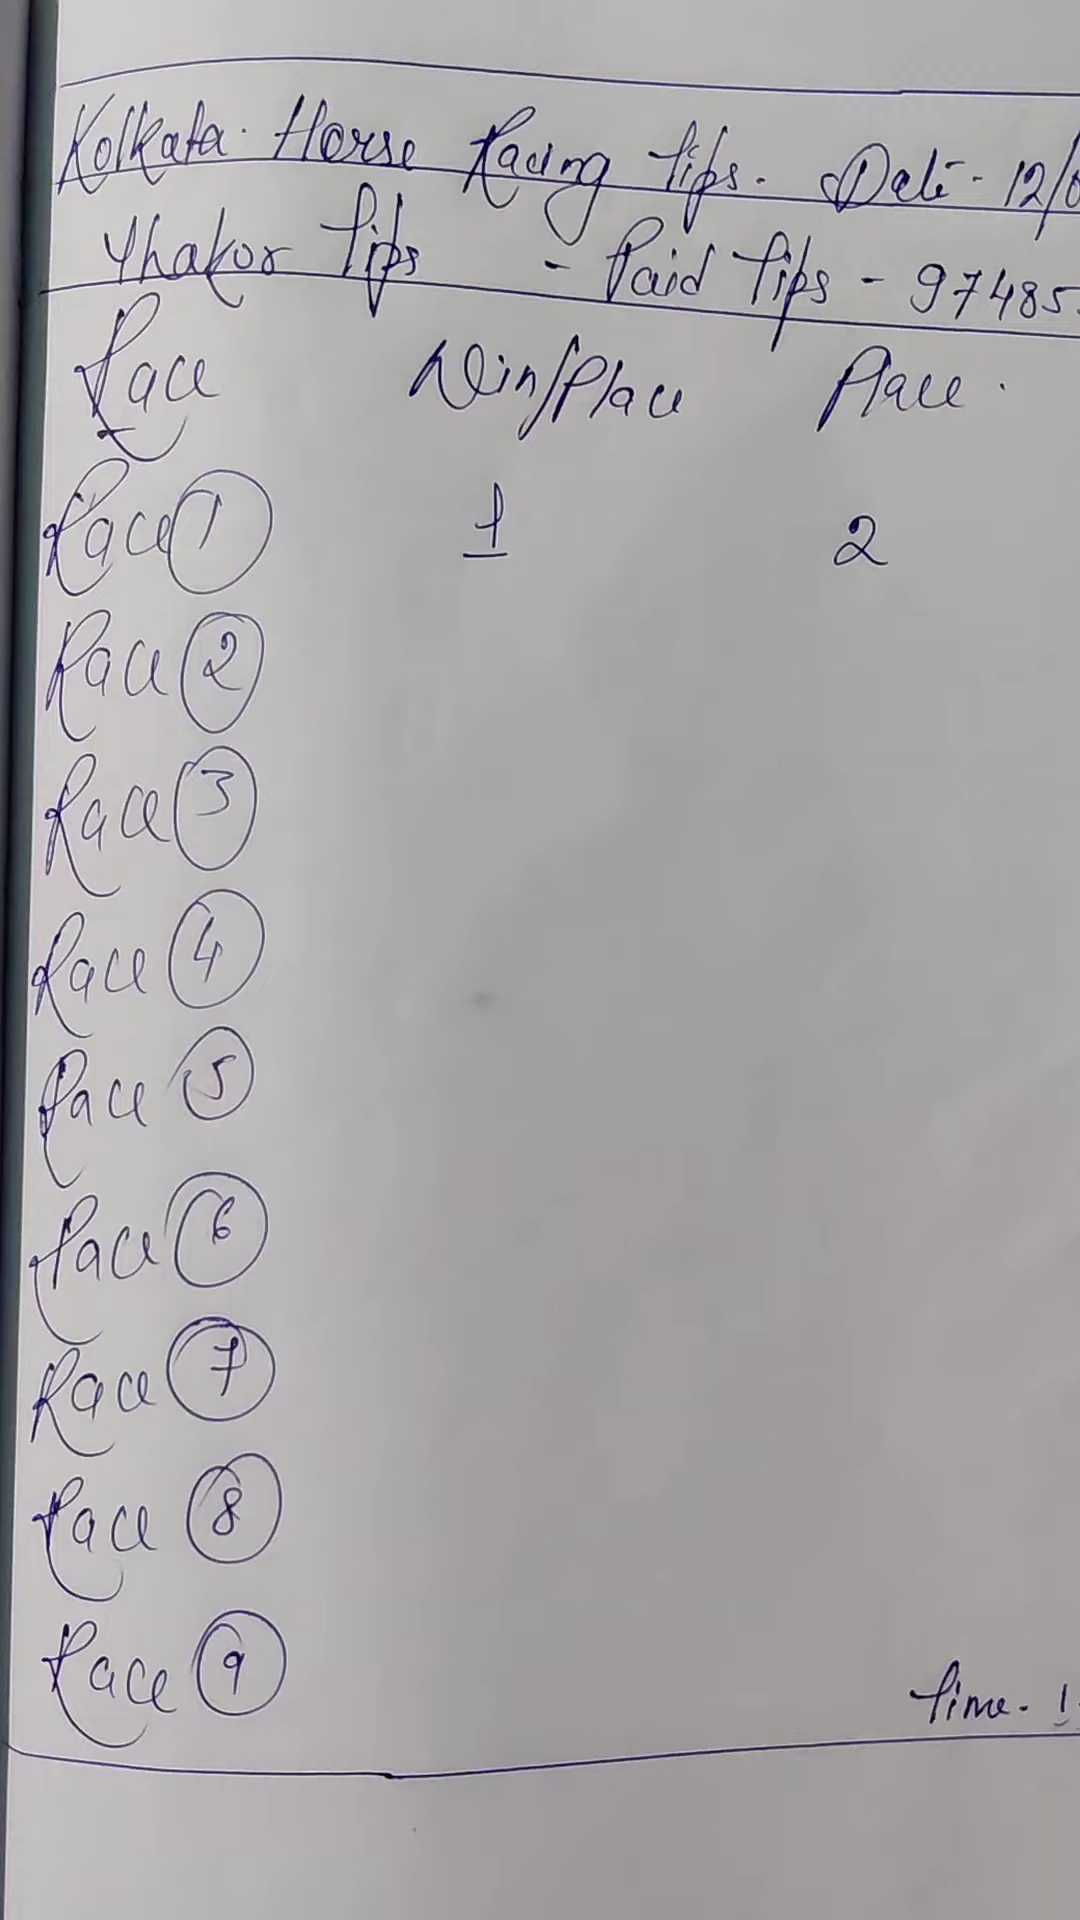 Kolkata. Horse Racing Tips. Date - 12/
Thakor Tips - Paid Tips - 97485
Race Win/Place Place.
Race 1 1 2
Race 2
Race 3
Race 4
Race 5
Race 6
Race 7
Race 8
Race 9
Time -